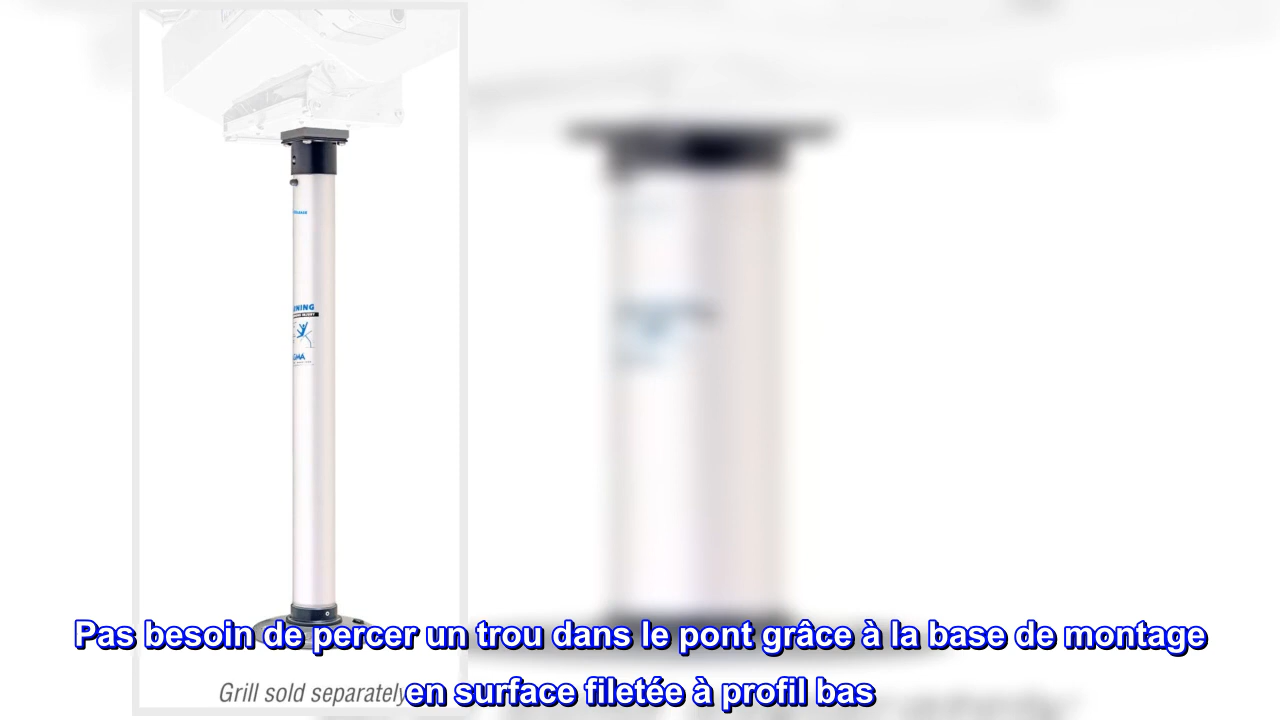 Pas besoin de percer un trou dans le pont grâce à la base de montage
en surface filetée à profil bas
Grill sold separately